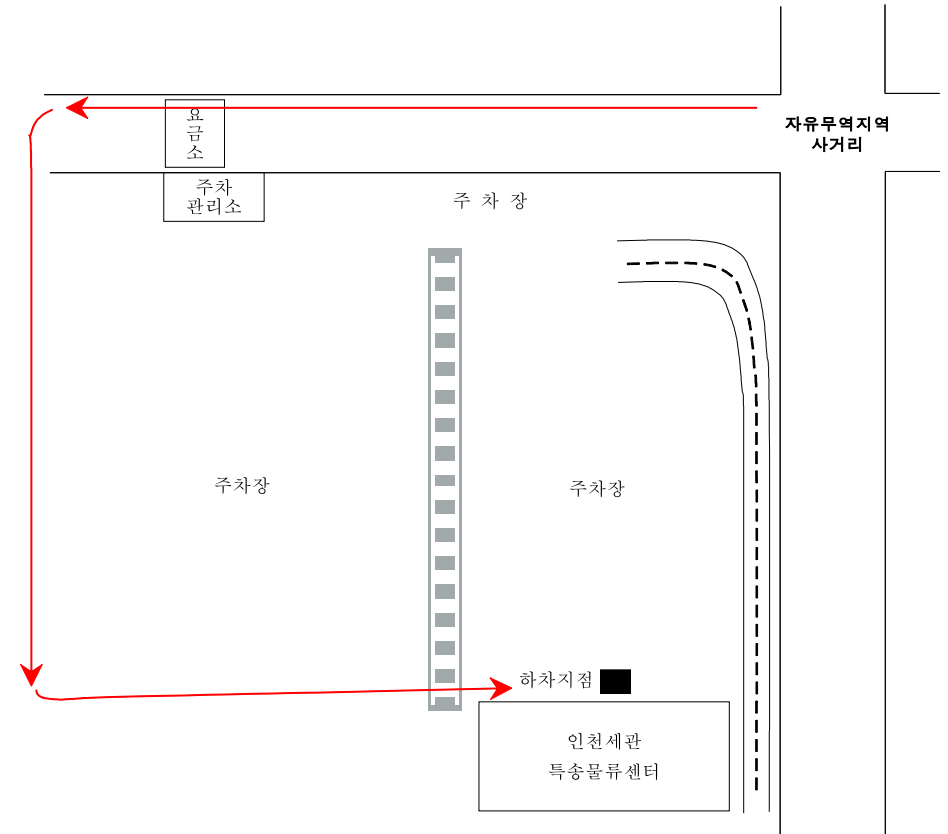 요
금
소
자유무역지역
사거리
주차
관리소
주 차 장
주차장
주차장
하차지점
인천세관
특송물류센터